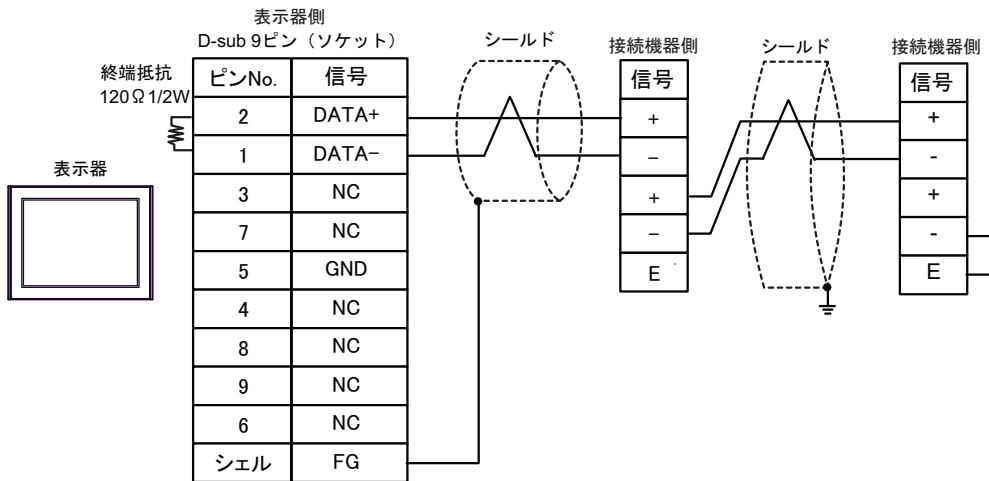 表示器側
D-sub 9ピン（ソケット）
シールド
接続機器側
シールド
接続機器側
終端抵抗
120Ω 1/2W
表示器
ピンNo. 信号
2 DATA+
1 DATA−
3 NC
7 NC
5 GND
4 NC
8 NC
9 NC
6 NC
シェル FG
信号
+
−
+
−
E
信号
+
-
+
-
E